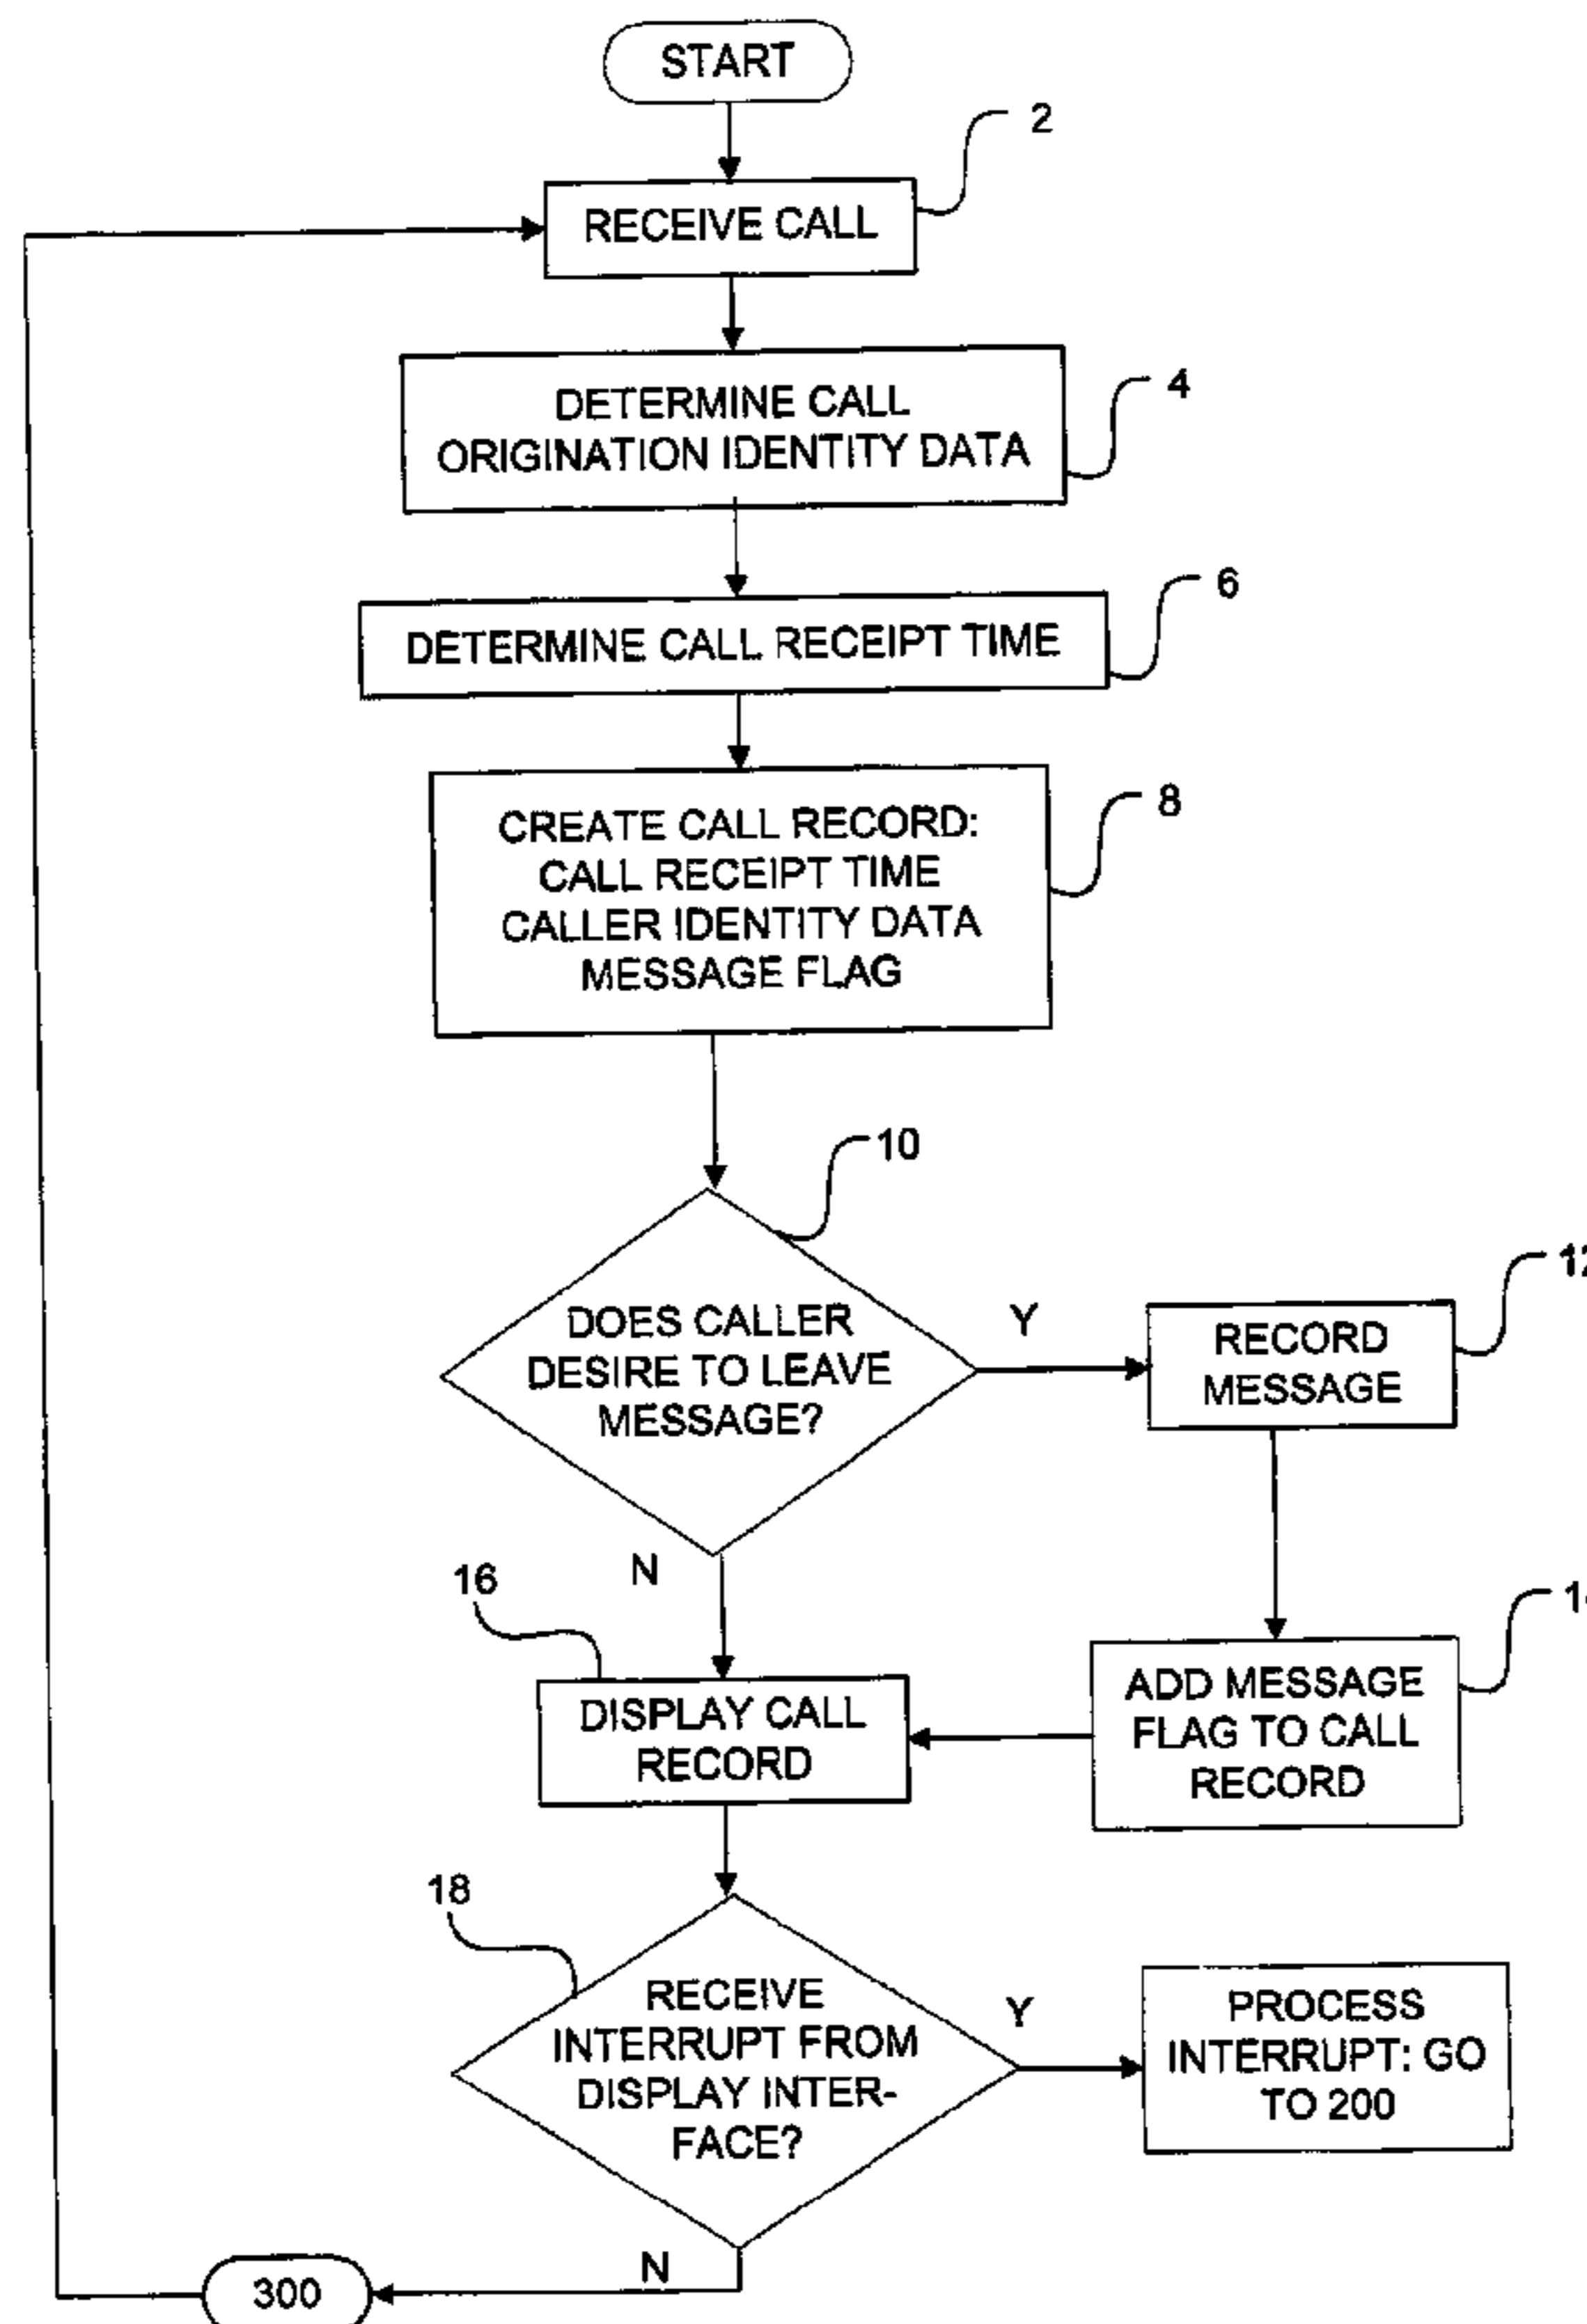 START
2
RECEIVE CALL
4
DETERMINE CALL
ORIGINATION IDENTITY DATA
6
DETERMINE CALL RECEIPT TIME
8
CREATE CALL RECORD:
CALL RECEIPT TIME
CALLER IDENTITY DATA
MESSAGE FLAG
10
DOES CALLER
DESIRE TO LEAVE
MESSAGE?
Y
12
RECORD
MESSAGE
N
16
DISPLAY CALL
RECORD
ADD MESSAGE
FLAG TO CALL
RECORD
18
RECEIVE
INTERRUPT FROM
DISPLAY INTER-
FACE?
Y
PROCESS
INTERRUPT: GO
TO 200
N
300